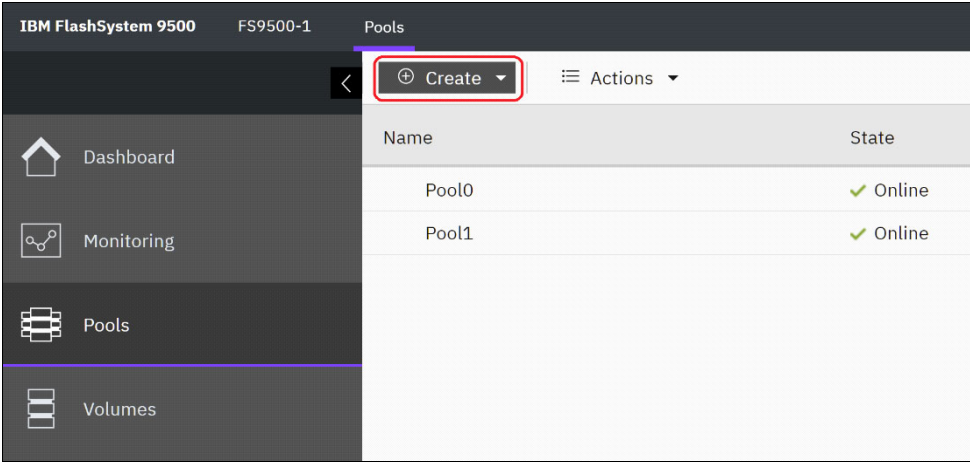 IBM FlashSystem 9500 FS9500-1 Pools
Create Actions
Name State
Dashboard
Pool0 Online
Monitoring
Pool1 Online
Pools
Volumes